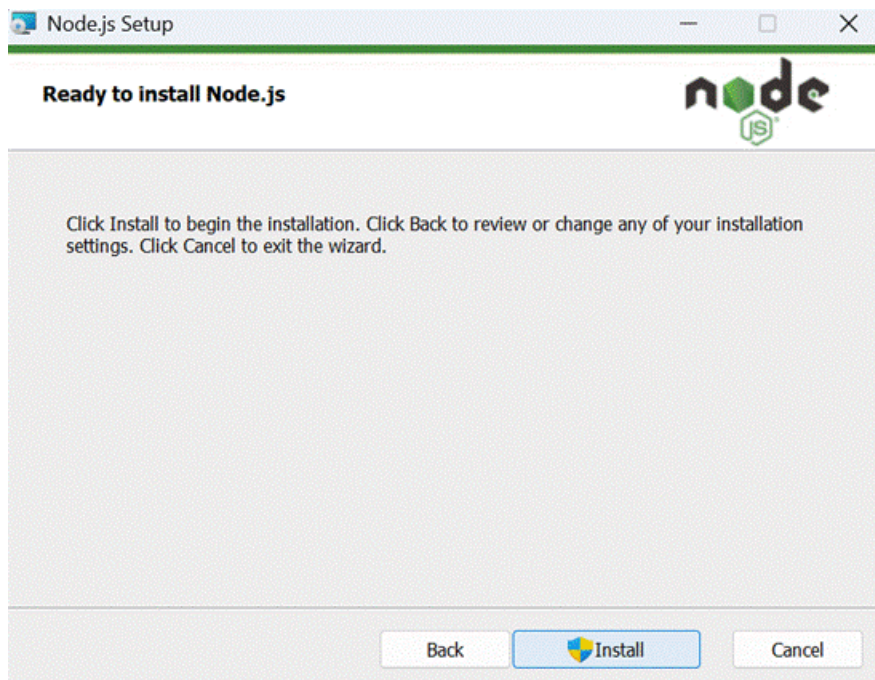 Node.js Setup
Ready to install Node.js
node
JS
Click Install to begin the installation. Click Back to review or change any of your installation
settings. Click Cancel to exit the wizard.
Back
Install
Cancel